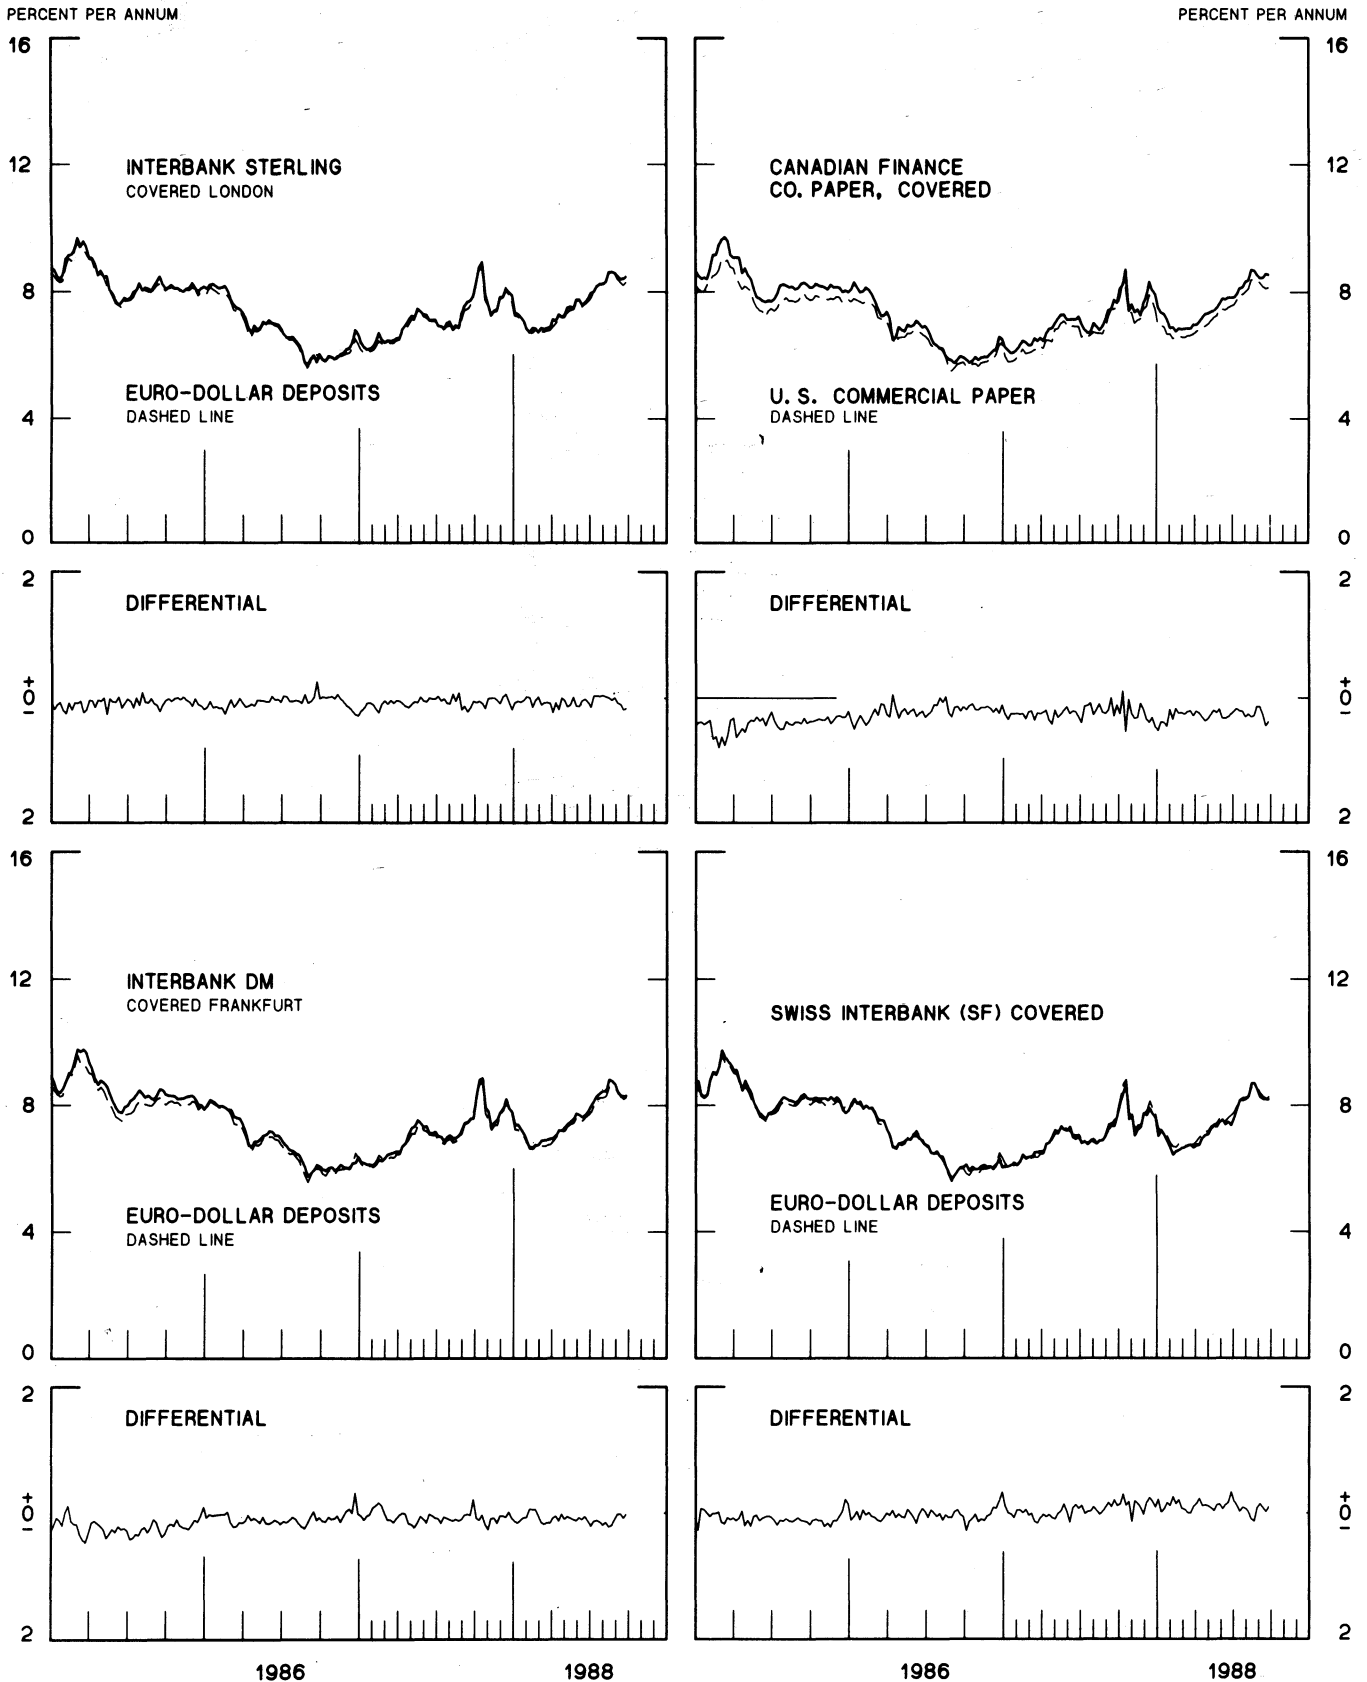 PERCENT PER ANNUM
PERCENT PER ANNUM
16
12
8
4
0
INTERBANK STERLING
COVERED LONDON
EURO-DOLLAR DEPOSITS
DASHED LINE
CANADIAN FINANCE
CO. PAPER, COVERED
U. S. COMMERCIAL PAPER
DASHED LINE
16
12
8
4
0
2
+
0
−
2
DIFFERENTIAL
DIFFERENTIAL
2
+
0
−
2
16
12
8
4
0
INTERBANK DM
COVERED FRANKFURT
EURO-DOLLAR DEPOSITS
DASHED LINE
SWISS INTERBANK (SF) COVERED
EURO-DOLLAR DEPOSITS
DASHED LINE
16
12
8
4
0
2
+
0
−
2
DIFFERENTIAL
DIFFERENTIAL
2
+
0
−
2
1986
1988
1986
1988